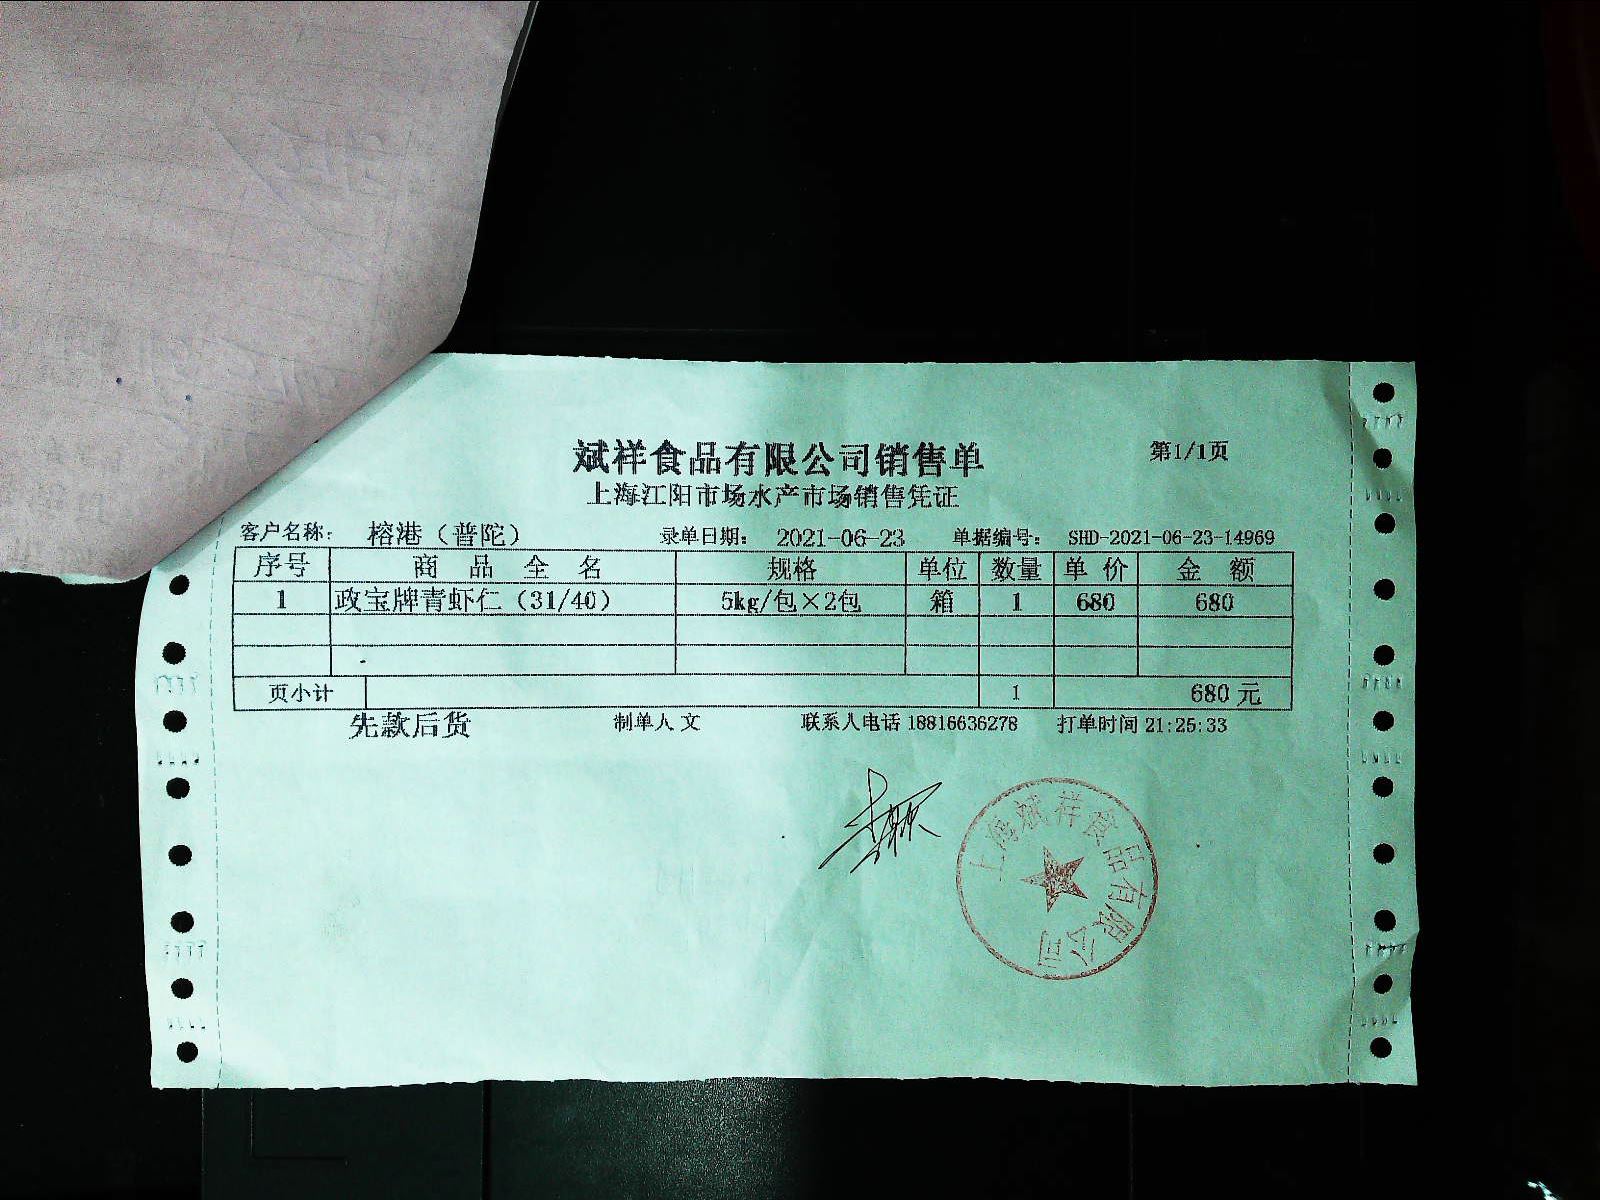 斌祥食品有限公司销售单 第1/1页
上海江阳市场水产市场销售凭证
客户名称: 榕港（普陀） 录单日期: 2021-06-23 单据编号: SHD-2021-06-23-14969
序号 商品全名 规格 单位 数量 单价 金额
1 政宝牌青虾仁（31/40） 5kg/包×2包 箱 1 680 680
页小计 1 680元
先款后货 制单人 文 联系人电话 18816636278 打单时间 21:25:33
上海斌祥食品有限公司